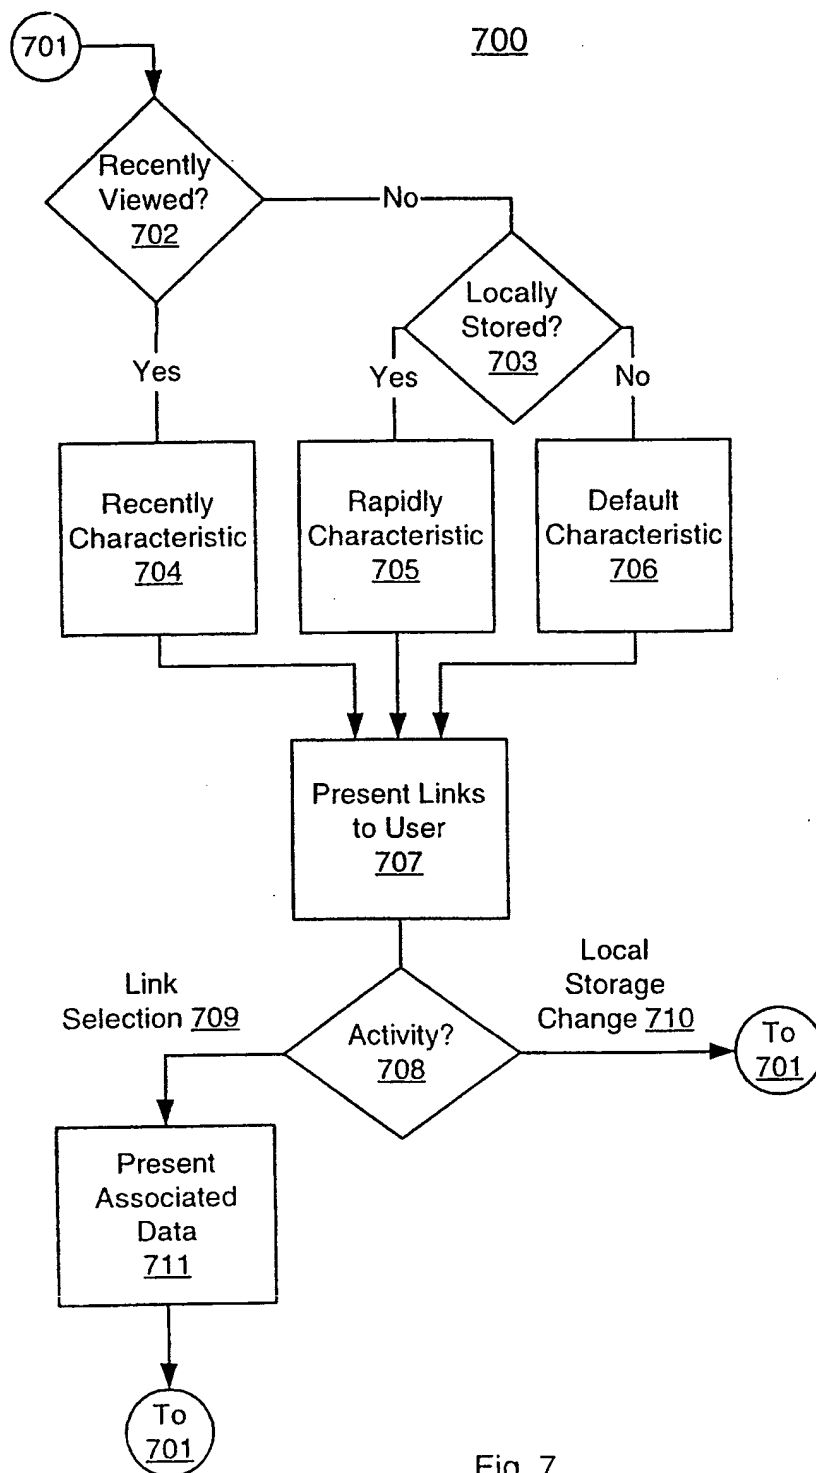 701
700
Recently
Viewed?
702
No
Locally
Stored?
703
Yes
Yes
No
Recently
Characteristic
704
Rapidly
Characteristic
705
Default
Characteristic
706
Present Links
to User
707
Link
Selection 709
Activity?
708
Local
Storage
Change 710
To
701
Present
Associated
Data
711
To
701
Fig. 7